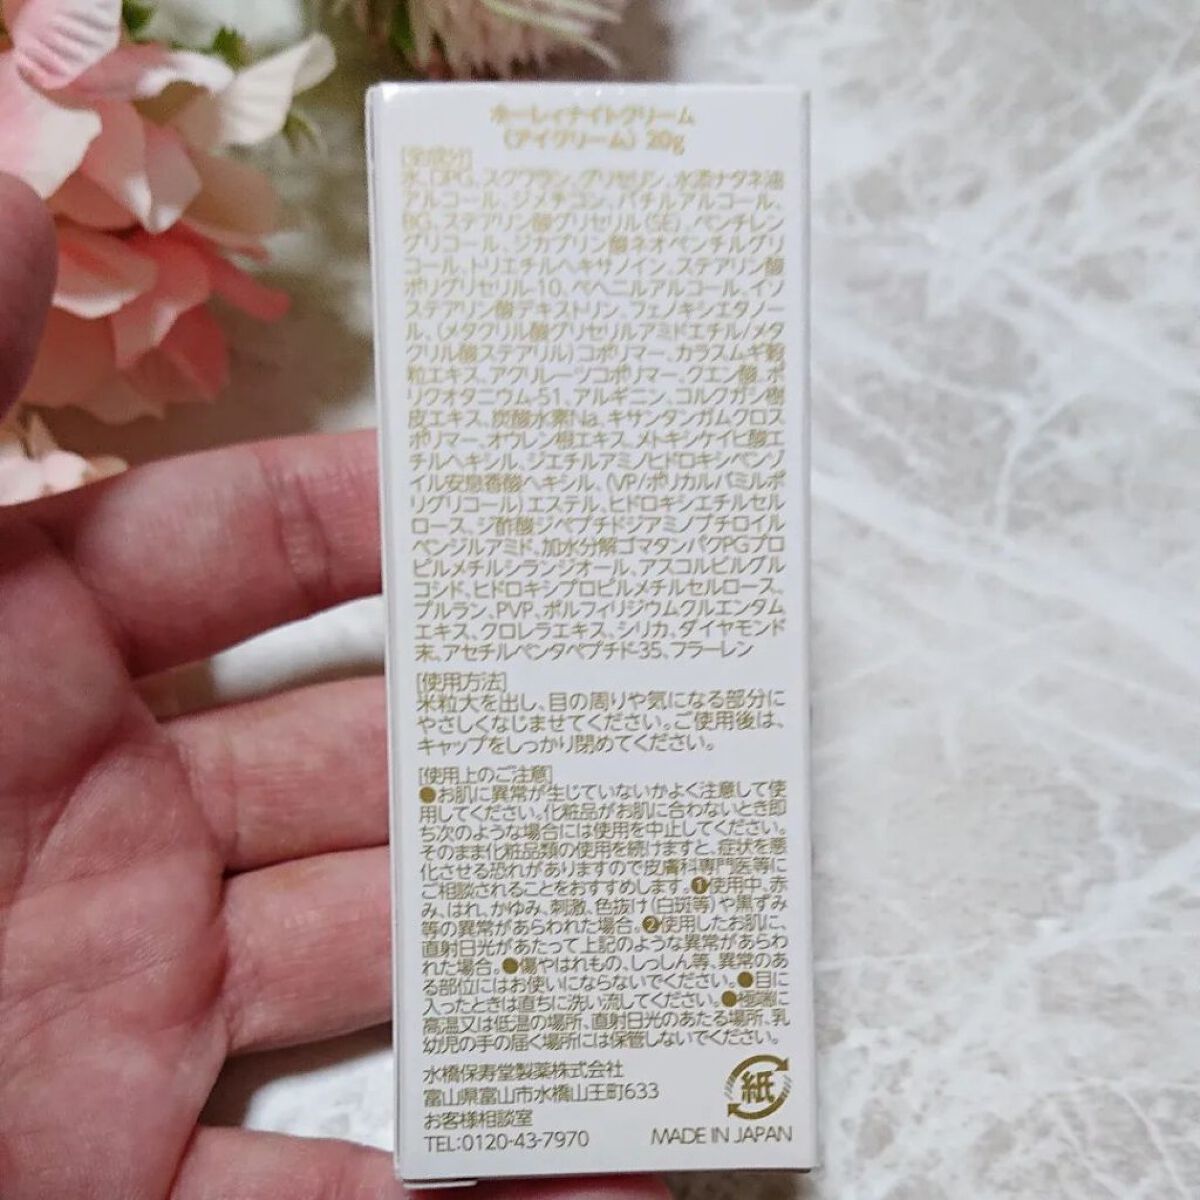 ホーレィナイトクリーム
〈アイクリーム〉20g
[全成分]
水、DPG、スクワラン、グリセリン、水添ナタネ油
アルコール、ジメチコン、バチルアルコール、
BG、ステアリン酸グリセリル(SE)、ペンチレン
グリコール、ジカプリン酸ネオペンチルグリ
コール、トリエチルヘキサノイン、ステアリン酸
ポリグリセリル-10、ベヘニルアルコール、イソ
ステアリン酸デキストリン、フェノキシエタノー
ル、(メタクリル酸グリセリルアミドエチル/メタ
クリル酸ステアリル)コポリマー、カラスムギ穀
粒エキス、アクリレーツコポリマー、クエン酸、ポ
リクオタニウム-51、アルギニン、コルクガシ樹
皮エキス、炭酸水素Na、キサンタンガムクロス
ポリマー、オウレン根エキス、メトキシケイヒ酸エ
チルヘキシル、ジエチルアミノヒドロキシベンゾ
イル安息香酸ヘキシル、(VP/ポリカルバミルポ
リグリコール)エステル、ヒドロキシエチルセル
ロース、ジ酢酸ジペプチドジアミノブチロイル
ベンジルアミド、加水分解ゴマタンパクPGプロ
ピルメチルシランジオール、アスコルビルグル
コシド、ヒドロキシプロピルメチルセルロース、
プルラン、PVP、ポルフィリジウムクルエンタム
エキス、クロレラエキス、シリカ、ダイヤモンド
末、アセチルペンタペプチド-35、フラーレン
[使用方法]
米粒大を出し、目の周りや気になる部分に
やさしくなじませてください。ご使用後は、
キャップをしっかり閉めてください。
[使用上のご注意]
●お肌に異常が生じていないかよく注意して使
用してください。化粧品がお肌に合わないとき即
ち次のような場合には使用を中止してください。
そのまま化粧品類の使用を続けますと、症状を悪
化させる恐れがありますので皮膚科専門医等に
ご相談されることをおすすめします。❶使用中、赤
み、はれ、かゆみ、刺激、色抜け(白斑等)や黒ずみ
等の異常があらわれた場合。❷使用したお肌に、
直射日光があたって上記のような異常があらわ
れた場合。●傷やはれもの、しっしん等、異常のあ
る部位にはお使いにならないでください。●目に
入ったときは直ちに洗い流してください。●極端に
高温又は低温の場所、直射日光のあたる場所、乳
幼児の手の届く場所には保管しないでください。
水橋保寿堂製薬株式会社
富山県富山市水橋山王町633
お客様相談室
TEL:0120-43-7970
紙
MADE IN JAPAN